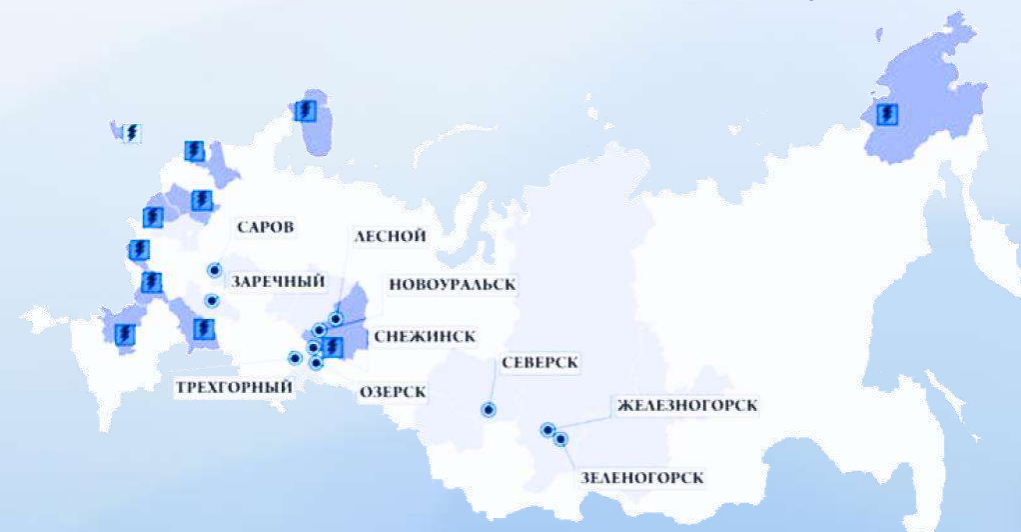 САРОВ
ЛЕСНОЙ
ЗАРЕЧНЫЙ
НОВОУРАЛЬСК
СНЕЖИНСК
СЕВЕРСК
ТРЕХГОРНЫЙ
ОЗЕРСК
ЖЕЛЕЗНОГОРСК
ЗЕЛЕНОГОРСК